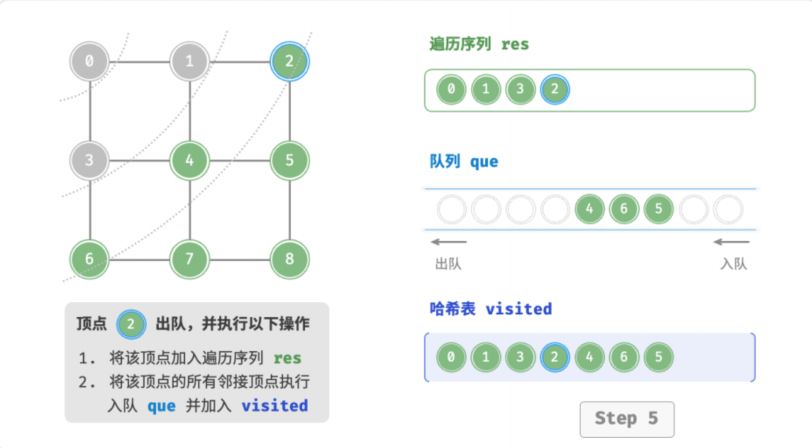 0 1 2
3 4 5
6 7 8
顶点 2 出队，并执行以下操作
1. 将该顶点加入遍历序列 res
2. 将该顶点的所有邻接顶点执行
入队 que 并加入 visited
遍历序列 res
0 1 3 2
队列 que
4 6 5
出队 入队
哈希表 visited
0 1 3 2 4 6 5
Step 5